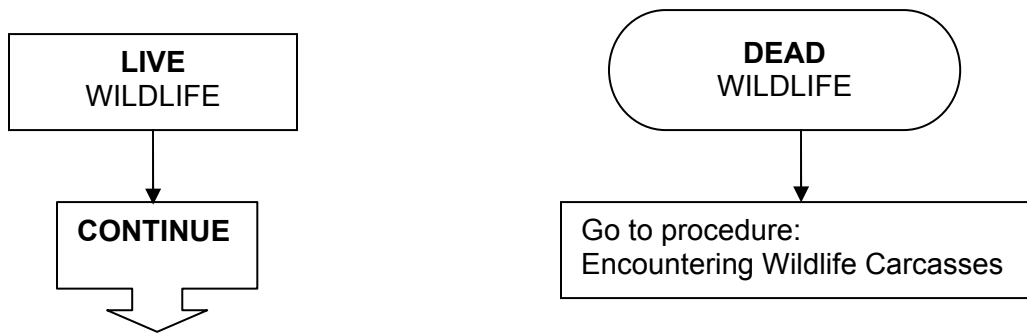 LIVE
WILDLIFE
CONTINUE
DEAD
WILDLIFE
Go to procedure:
Encountering Wildlife Carcasses